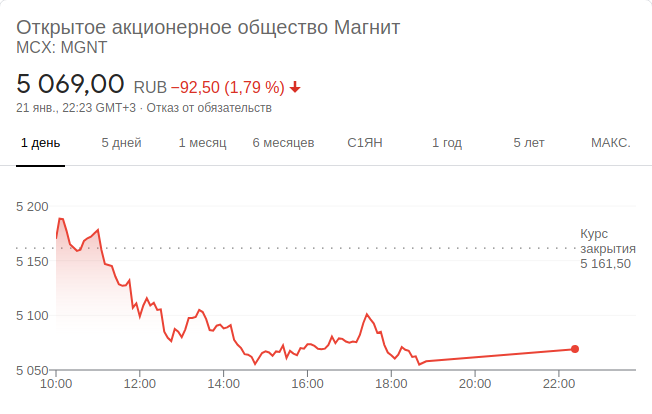 Открытое акционерное общество Магнит
MCX: MGNT
5 069,00 RUB −92,50 (1,79 %)
21 янв., 22:23 GMT+3 · Отказ от обязательств
1 день 5 дней 1 месяц 6 месяцев С1ЯН 1 год 5 лет МАКС.
5 200
5 150
5 100
5 050
Курс
закрытия
5 161,50
10:00 12:00 14:00 16:00 18:00 20:00 22:00